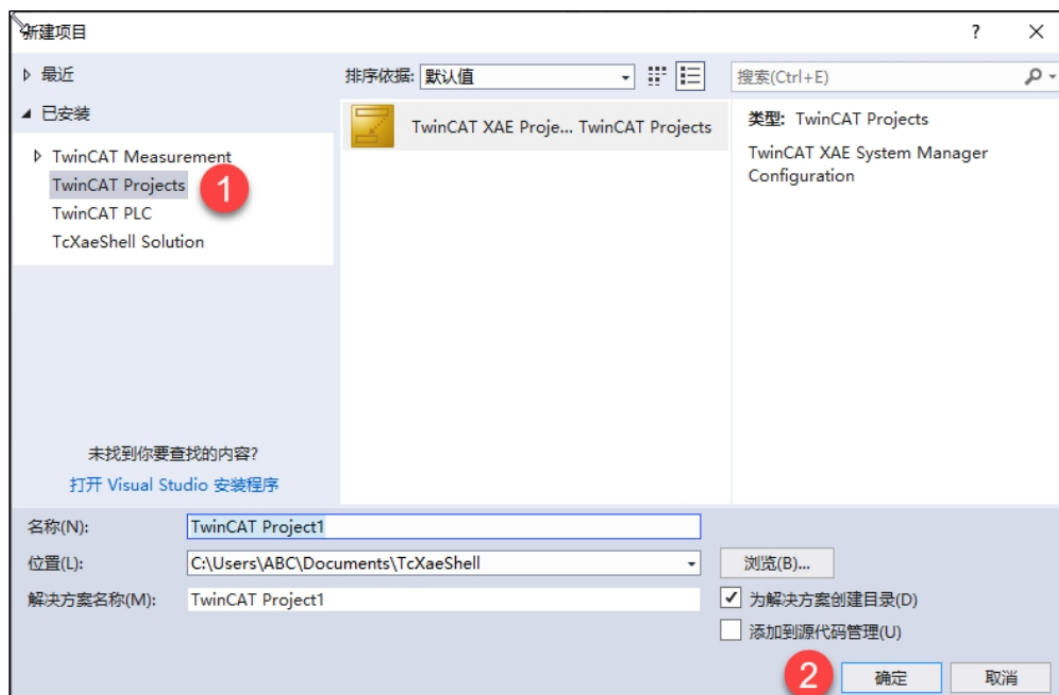 新建项目
最近
排序依据: 默认值
搜索(Ctrl+E)
已安装
TwinCAT XAE Proje... TwinCAT Projects
类型: TwinCAT Projects
TwinCAT XAE System Manager
Configuration
TwinCAT Measurement
TwinCAT Projects
1
TwinCAT PLC
TcXaeShell Solution
未找到你要查找的内容?
打开 Visual Studio 安装程序
名称(N): TwinCAT Project1
位置(L): C:\Users\ABC\Documents\TcXaeShell
浏览(B)...
解决方案名称(M): TwinCAT Project1
为解决方案创建目录(D)
添加到源代码管理(U)
2
确定
取消